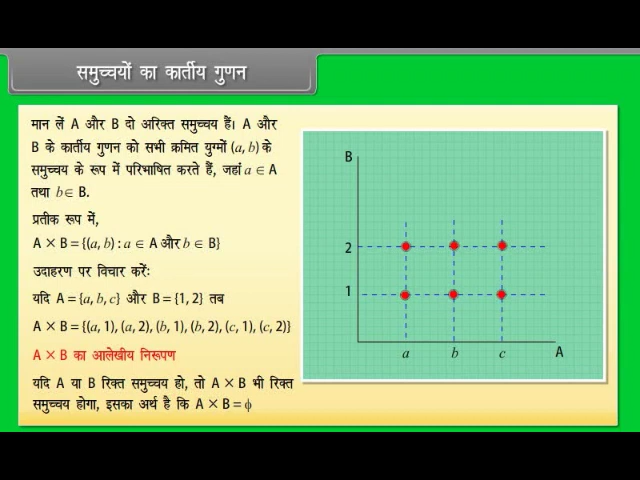 समुच्चयों का कार्तीय गुणन
मान लें A और B दो अरिक्त समुच्चय हैं। A और
B के कार्तीय गुणन को सभी क्रमित युग्मों (a, b) के
समुच्चय के रूप में परिभाषित करते हैं, जहां a ∈ A
तथा b ∈ B.
प्रतीक रूप में,
A × B = {(a, b) : a ∈ A और b ∈ B}
उदाहरण पर विचार करें:
यदि A = {a, b, c} और B = {1, 2} तब
A × B = {(a, 1), (a, 2), (b, 1), (b, 2), (c, 1), (c, 2)}
A × B का आलेखीय निरूपण
यदि A या B रिक्त समुच्चय हो, तो A × B भी रिक्त
समुच्चय होगा, इसका अर्थ है कि A × B = ϕ
B
2
1
a b c A